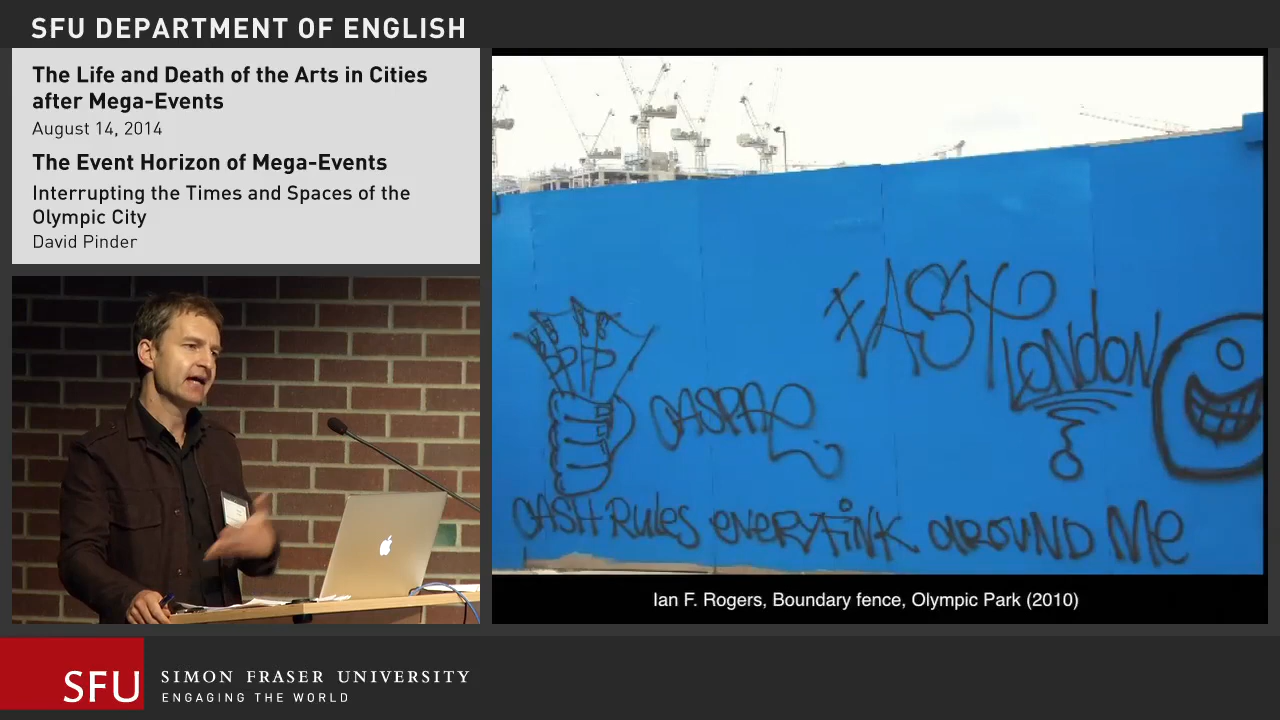 SFU DEPARTMENT OF ENGLISH
The Life and Death of the Arts in Cities
after Mega-Events
August 14, 2014
The Event Horizon of Mega-Events
Interrupting the Times and Spaces of the
Olympic City
David Pinder
EAST
LONDON
CASPAR
CASH RULES EVERYFINK AROUND ME
Ian F. Rogers, Boundary fence, Olympic Park (2010)
SFU
SIMON FRASER UNIVERSITY
ENGAGING THE WORLD